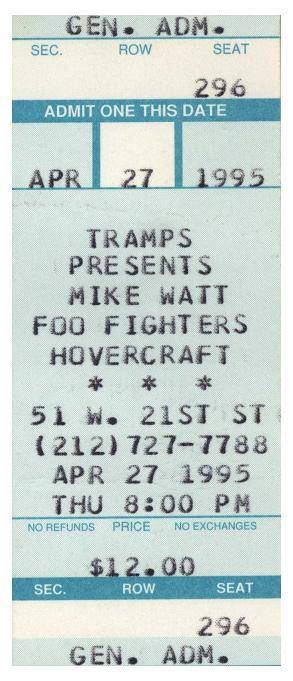 GEN. ADM.
SEC. ROW SEAT
296
ADMIT ONE THIS DATE
APR 27 1995
TRAMPS
PRESENTS
MIKE WATT
FOO FIGHTERS
HOVERCRAFT
* * *
51 W. 21ST ST
(212)727-7788
APR 27 1995
THU 8:00 PM
NO REFUNDS PRICE NO EXCHANGES
$12.00
SEC. ROW SEAT
296
GEN. ADM.